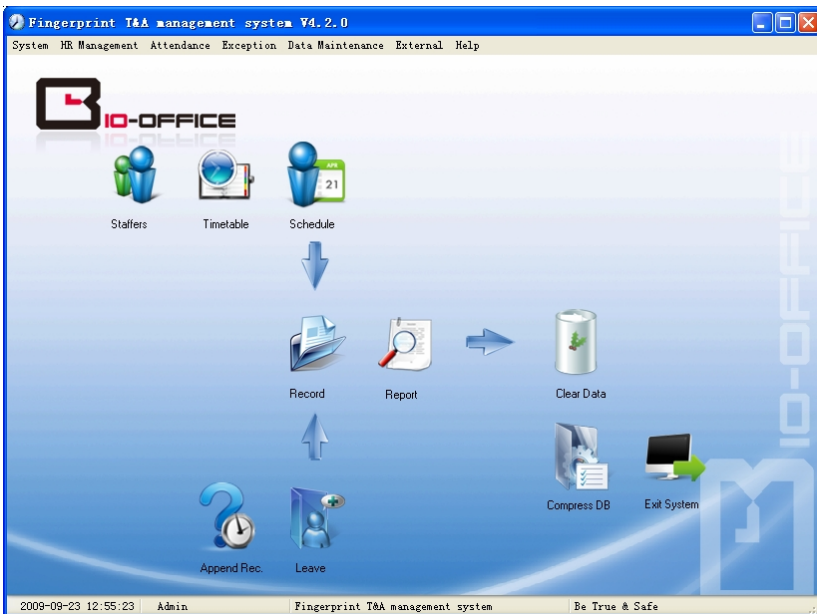 Fingerprint T&A management system V4.2.0
System HR Management Attendance Exception Data Maintenance External Help
IO-OFFICE
APR
21
Staffers Timetable Schedule
Record Report Clear Data
Compress DB Exit System
Append Rec. Leave
IO-OFFICE
2009-09-23 12:55:23 Admin Fingerprint T&A management system Be True & Safe